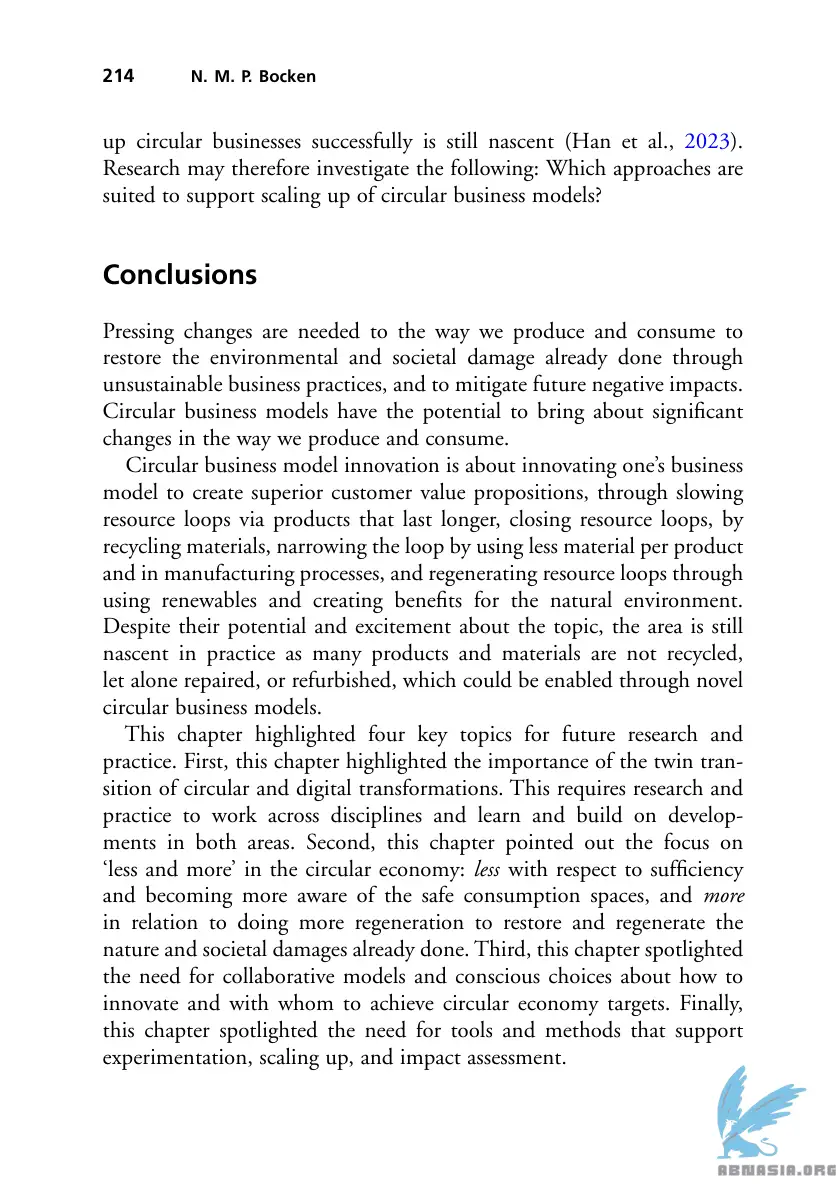 214 N. M. P. Bocken
up circular businesses successfully is still nascent (Han et al., 2023).
Research may therefore investigate the following: Which approaches are
suited to support scaling up of circular business models?
Conclusions
Pressing changes are needed to the way we produce and consume to
restore the environmental and societal damage already done through
unsustainable business practices, and to mitigate future negative impacts.
Circular business models have the potential to bring about significant
changes in the way we produce and consume.
Circular business model innovation is about innovating one’s business
model to create superior customer value propositions, through slowing
resource loops via products that last longer, closing resource loops, by
recycling materials, narrowing the loop by using less material per product
and in manufacturing processes, and regenerating resource loops through
using renewables and creating benefits for the natural environment.
Despite their potential and excitement about the topic, the area is still
nascent in practice as many products and materials are not recycled,
let alone repaired, or refurbished, which could be enabled through novel
circular business models.
This chapter highlighted four key topics for future research and
practice. First, this chapter highlighted the importance of the twin tran-
sition of circular and digital transformations. This requires research and
practice to work across disciplines and learn and build on develop-
ments in both areas. Second, this chapter pointed out the focus on
‘less and more’ in the circular economy: less with respect to sufficiency
and becoming more aware of the safe consumption spaces, and more
in relation to doing more regeneration to restore and regenerate the
nature and societal damages already done. Third, this chapter spotlighted
the need for collaborative models and conscious choices about how to
innovate and with whom to achieve circular economy targets. Finally,
this chapter spotlighted the need for tools and methods that support
experimentation, scaling up, and impact assessment.
ABNASIA.ORG